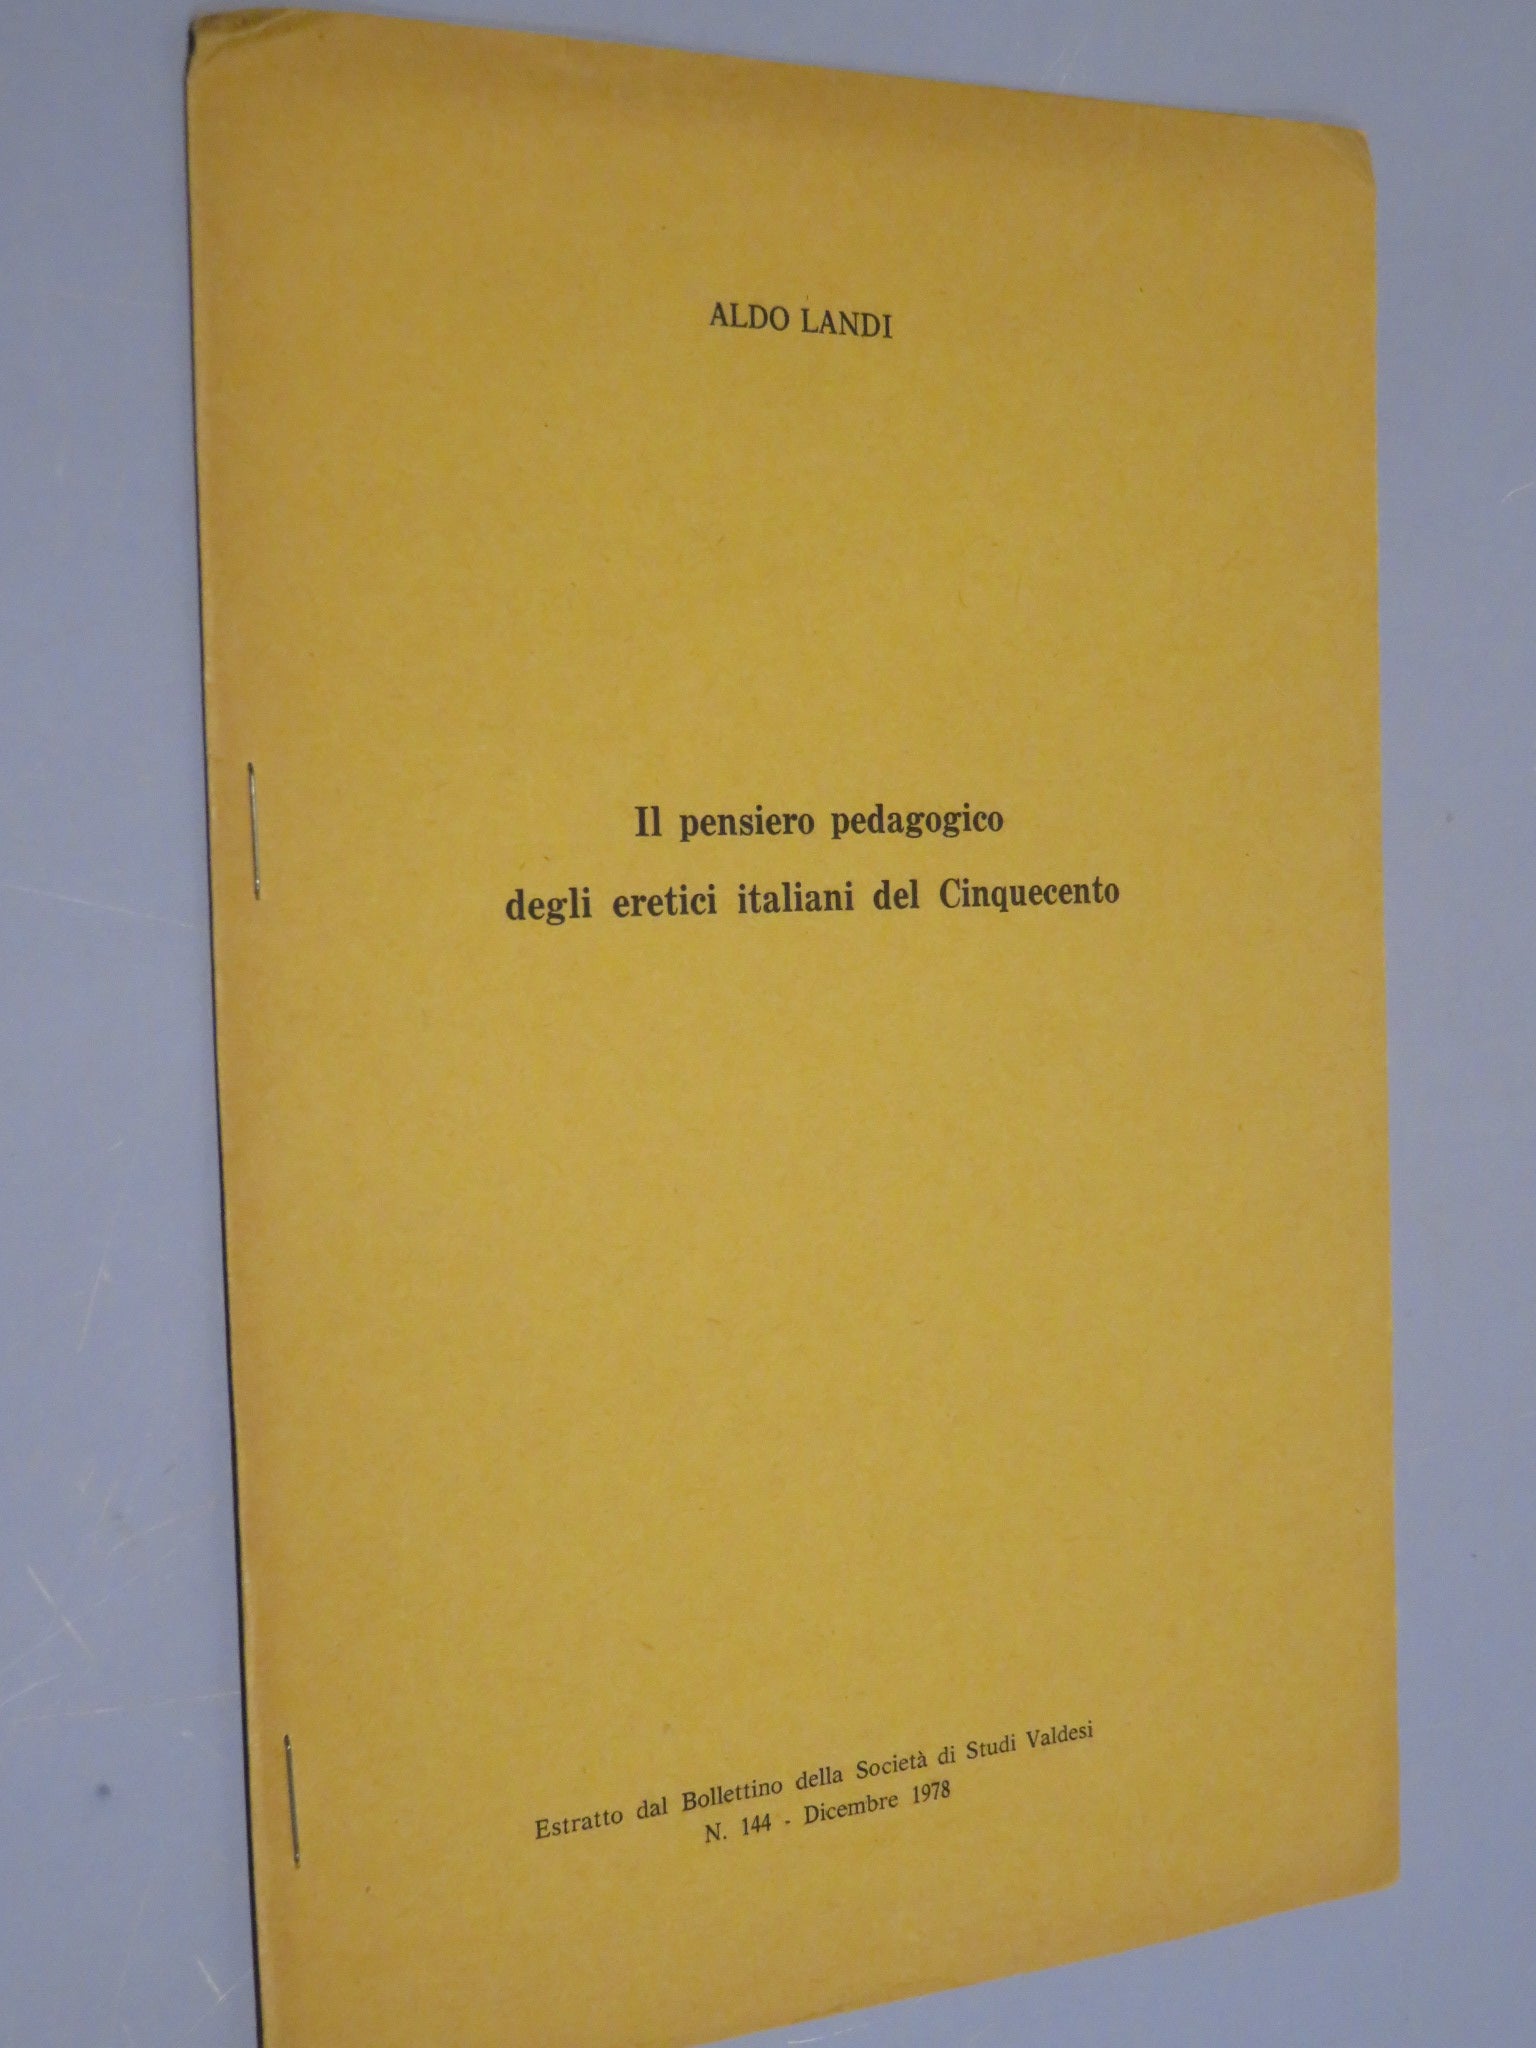 ALDO LANDI
Il pensiero pedagogico
degli eretici italiani del Cinquecento
Estratto dal Bollettino della Società di Studi Valdesi
N. 144 - Dicembre 1978